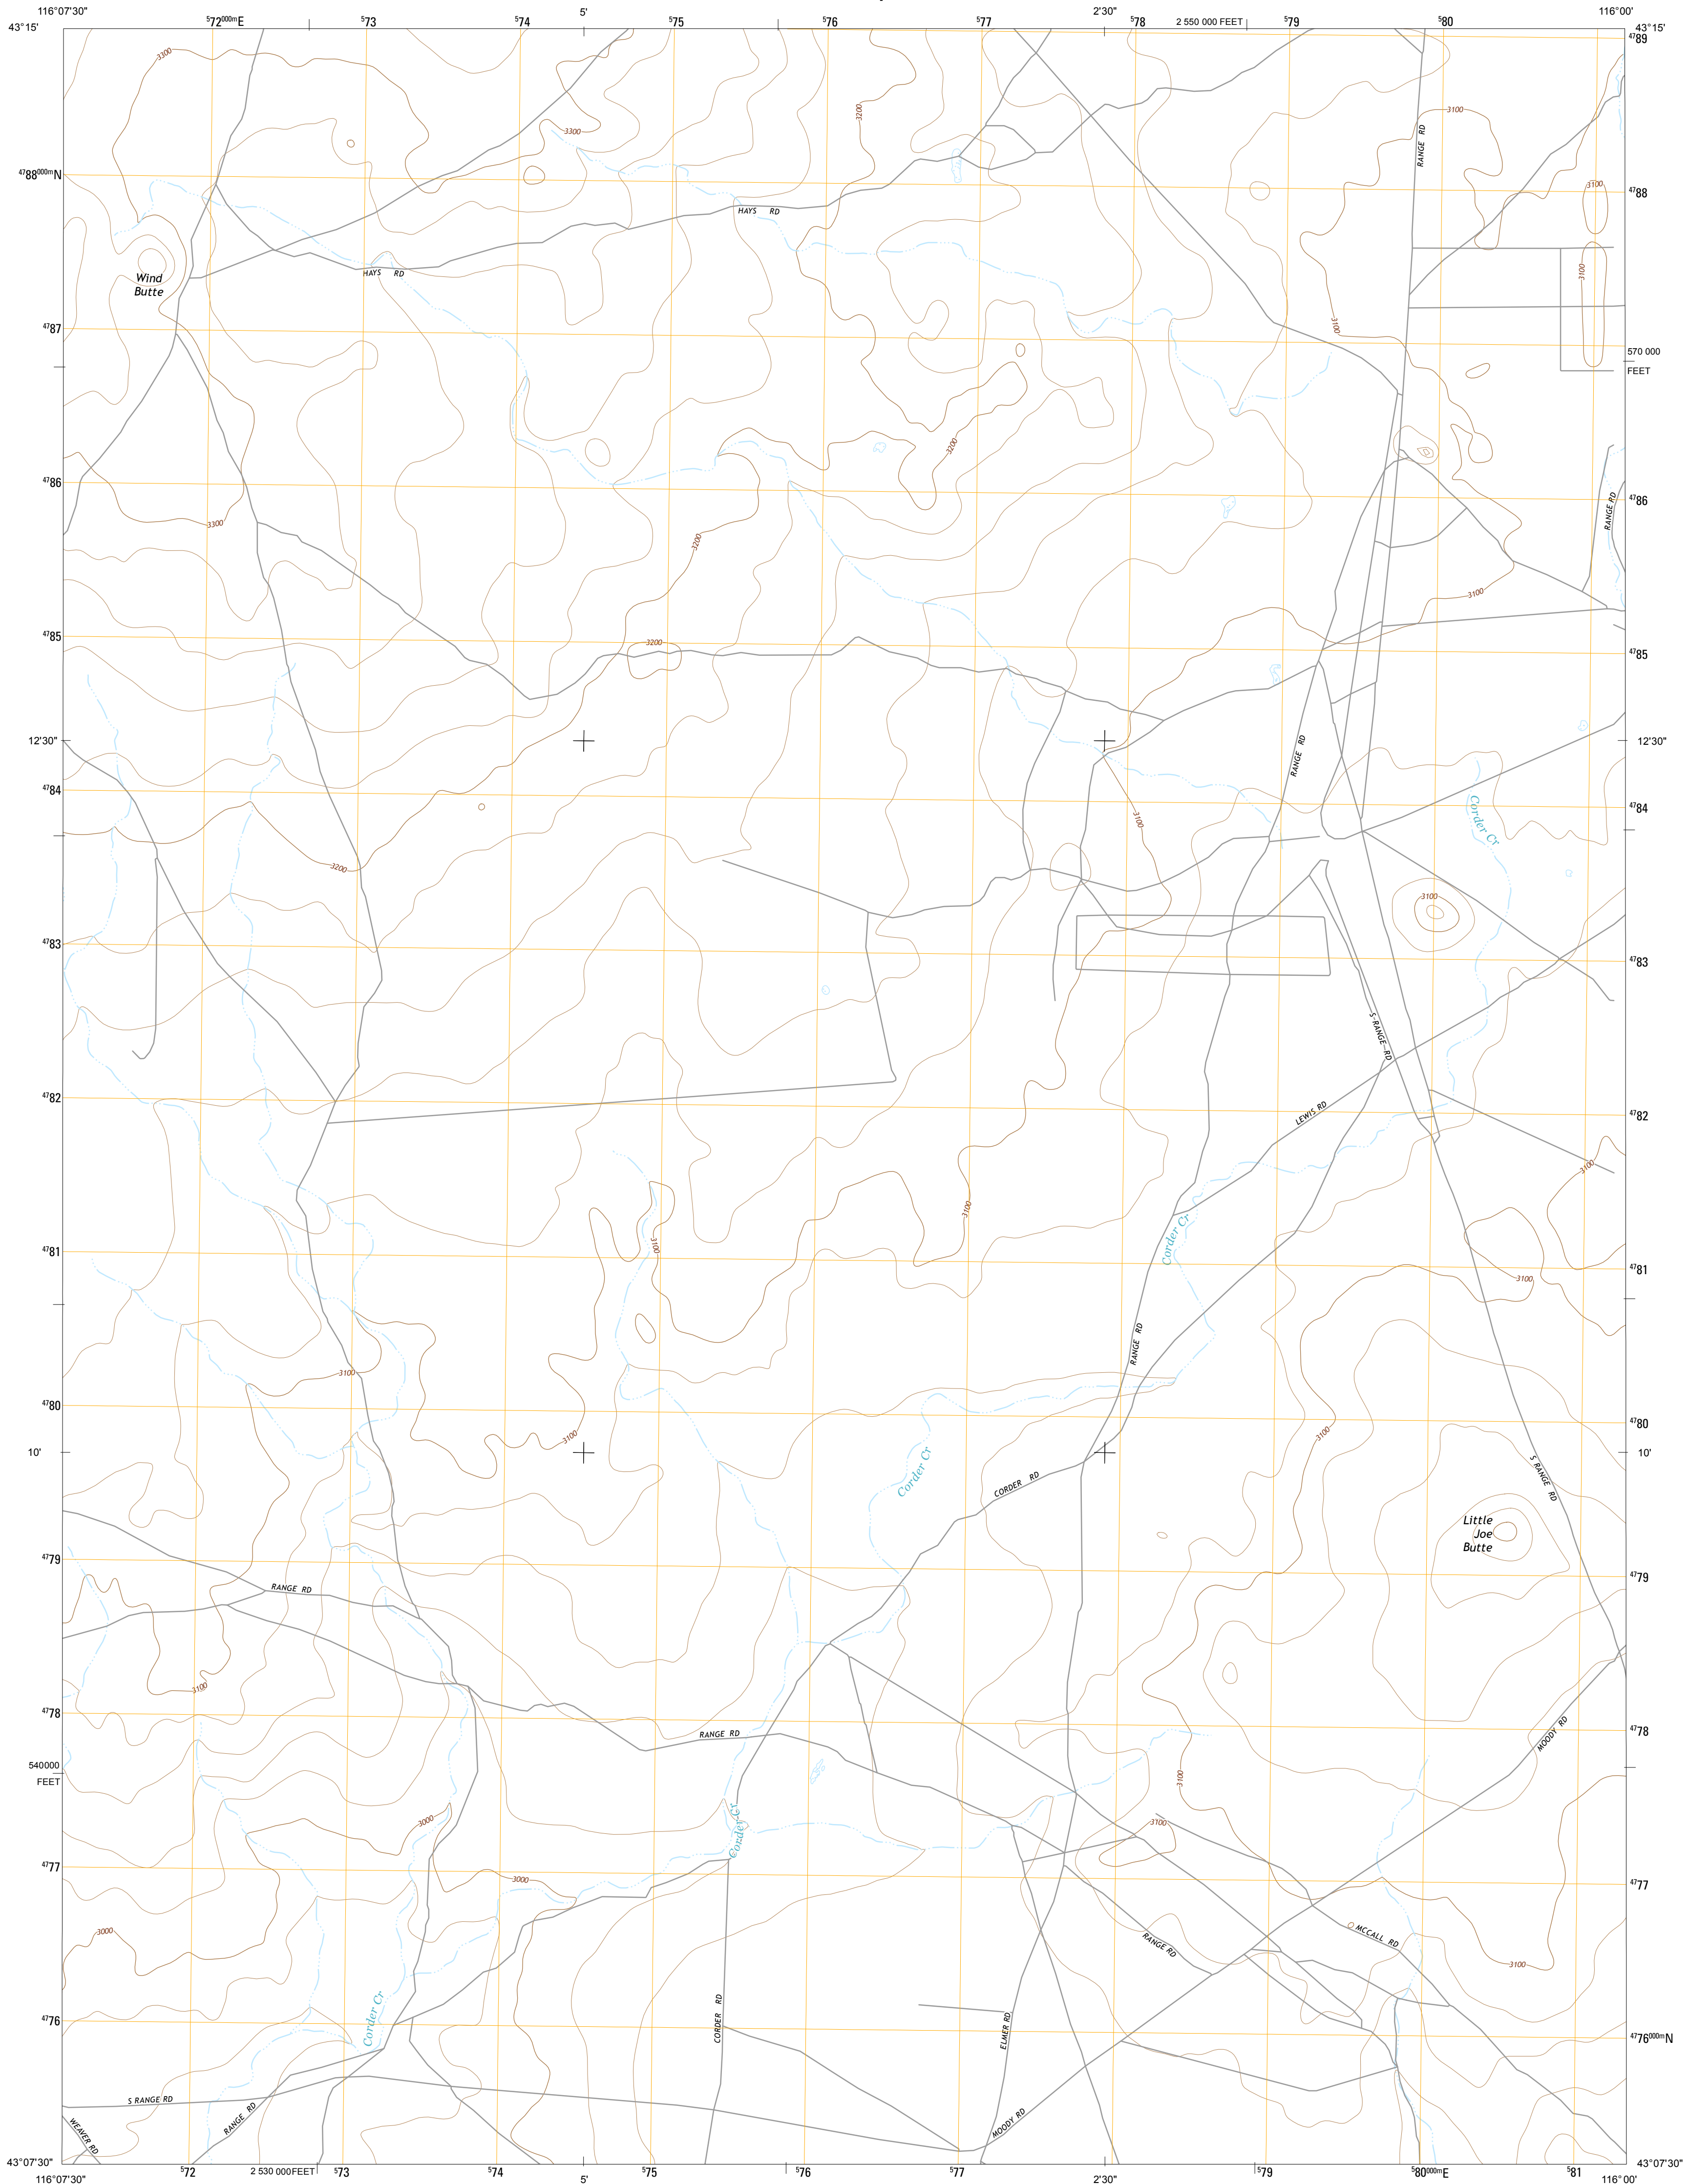 116°07'30" 572000mE 573 574 5' 575 576 577 2'30" 578 2 550 000 FEET 579 580 116°00'
43°15' 43°15'
4789
3300
3200
3100
RANGE RD
3300
4788000mN
4788
3100
HAYS RD
HAYS RD
Wind
Butte
3100
3100
4787
570 000
FEET
3200
4786
4786
RANGE RD
3300
3200
3100
4785
3200
4785
12'30"
12'30"
RANGE RD
4784
4784
Corder Cr
3100
3200
3100
4783
4783
S RANGE RD
4782
4782
LEWIS RD
3100
3100
3100
Corder Cr
4781
4781
3100
RANGE RD
3100
4780
4780
3100
3100
10'
10'
Corder Cr
CORDER RD
S RANGE RD
Little
Joe
Butte
4779
4779
RANGE RD
3100
4778
4778
RANGE RD
MOODY RD
540000
FEET
3100
3000
3100
Corder Cr
4777
4777
3000
3000
MCCALL RD
RANGE RD
3100
Corder Cr
CORDER RD
ELMER RD
4776
4776000mN
S RANGE RD
RANGE RD
WEAVER RD
MOODY RD
43°07'30" 43°07'30"
116°07'30" 572 2 530 000 FEET 573 574 5' 575 576 577 2'30" 579 580000mE 581 116°00'